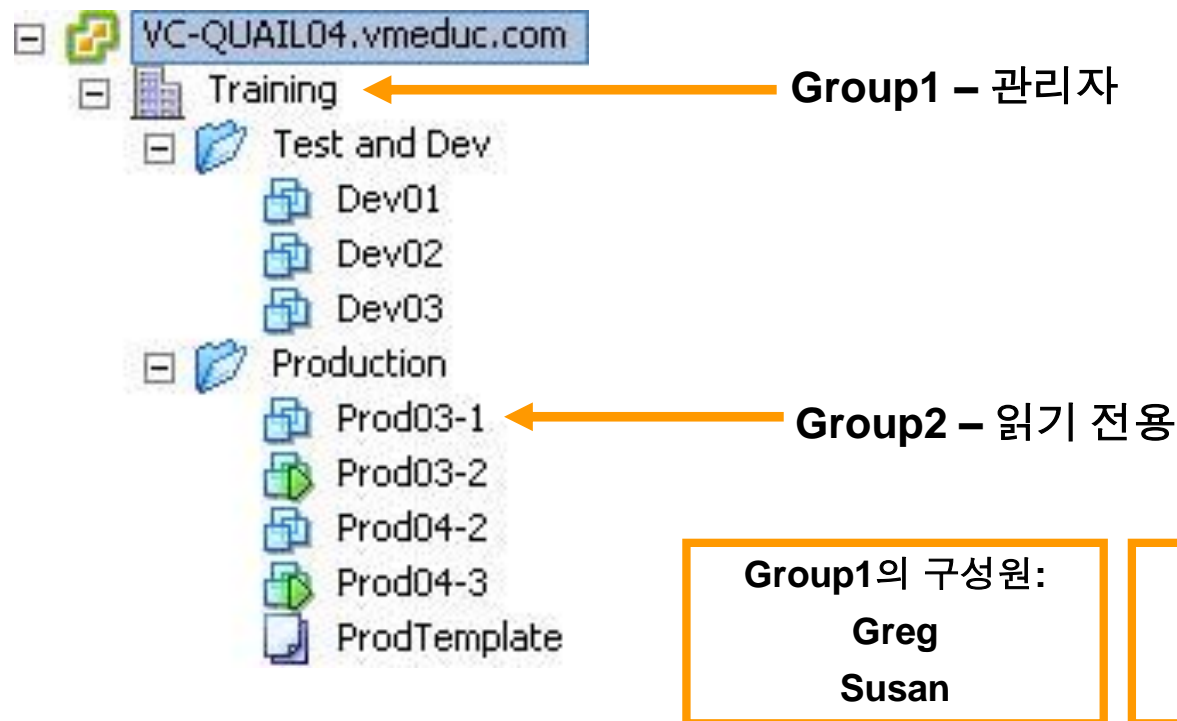 VC-QUAIL04.vmeduc.com
Training
Group1 – 관리자
Test and Dev
Dev01
Dev02
Dev03
Production
Prod03-1
Group2 – 읽기 전용
Prod03-2
Prod04-2
Prod04-3
ProdTemplate
Group1의 구성원:
Greg
Susan